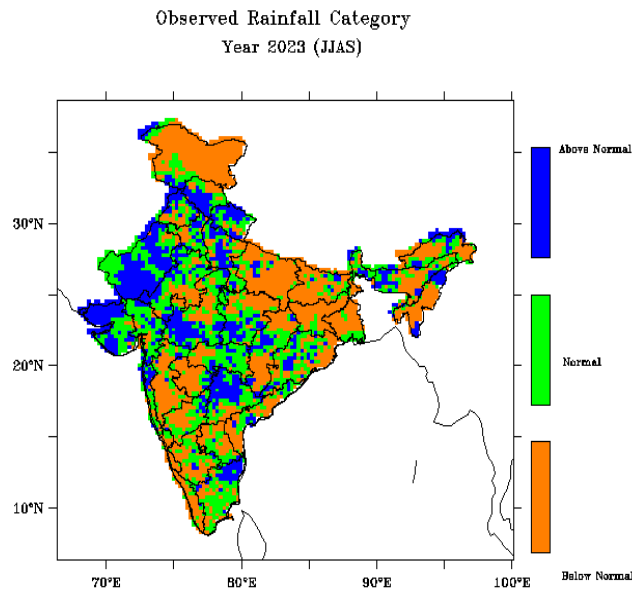 Observed Rainfall Category
Year 2023 (JJAS)
Above Normal
30°N
Normal
20°N
10°N
Below Normal
70°E 80°E 90°E 100°E